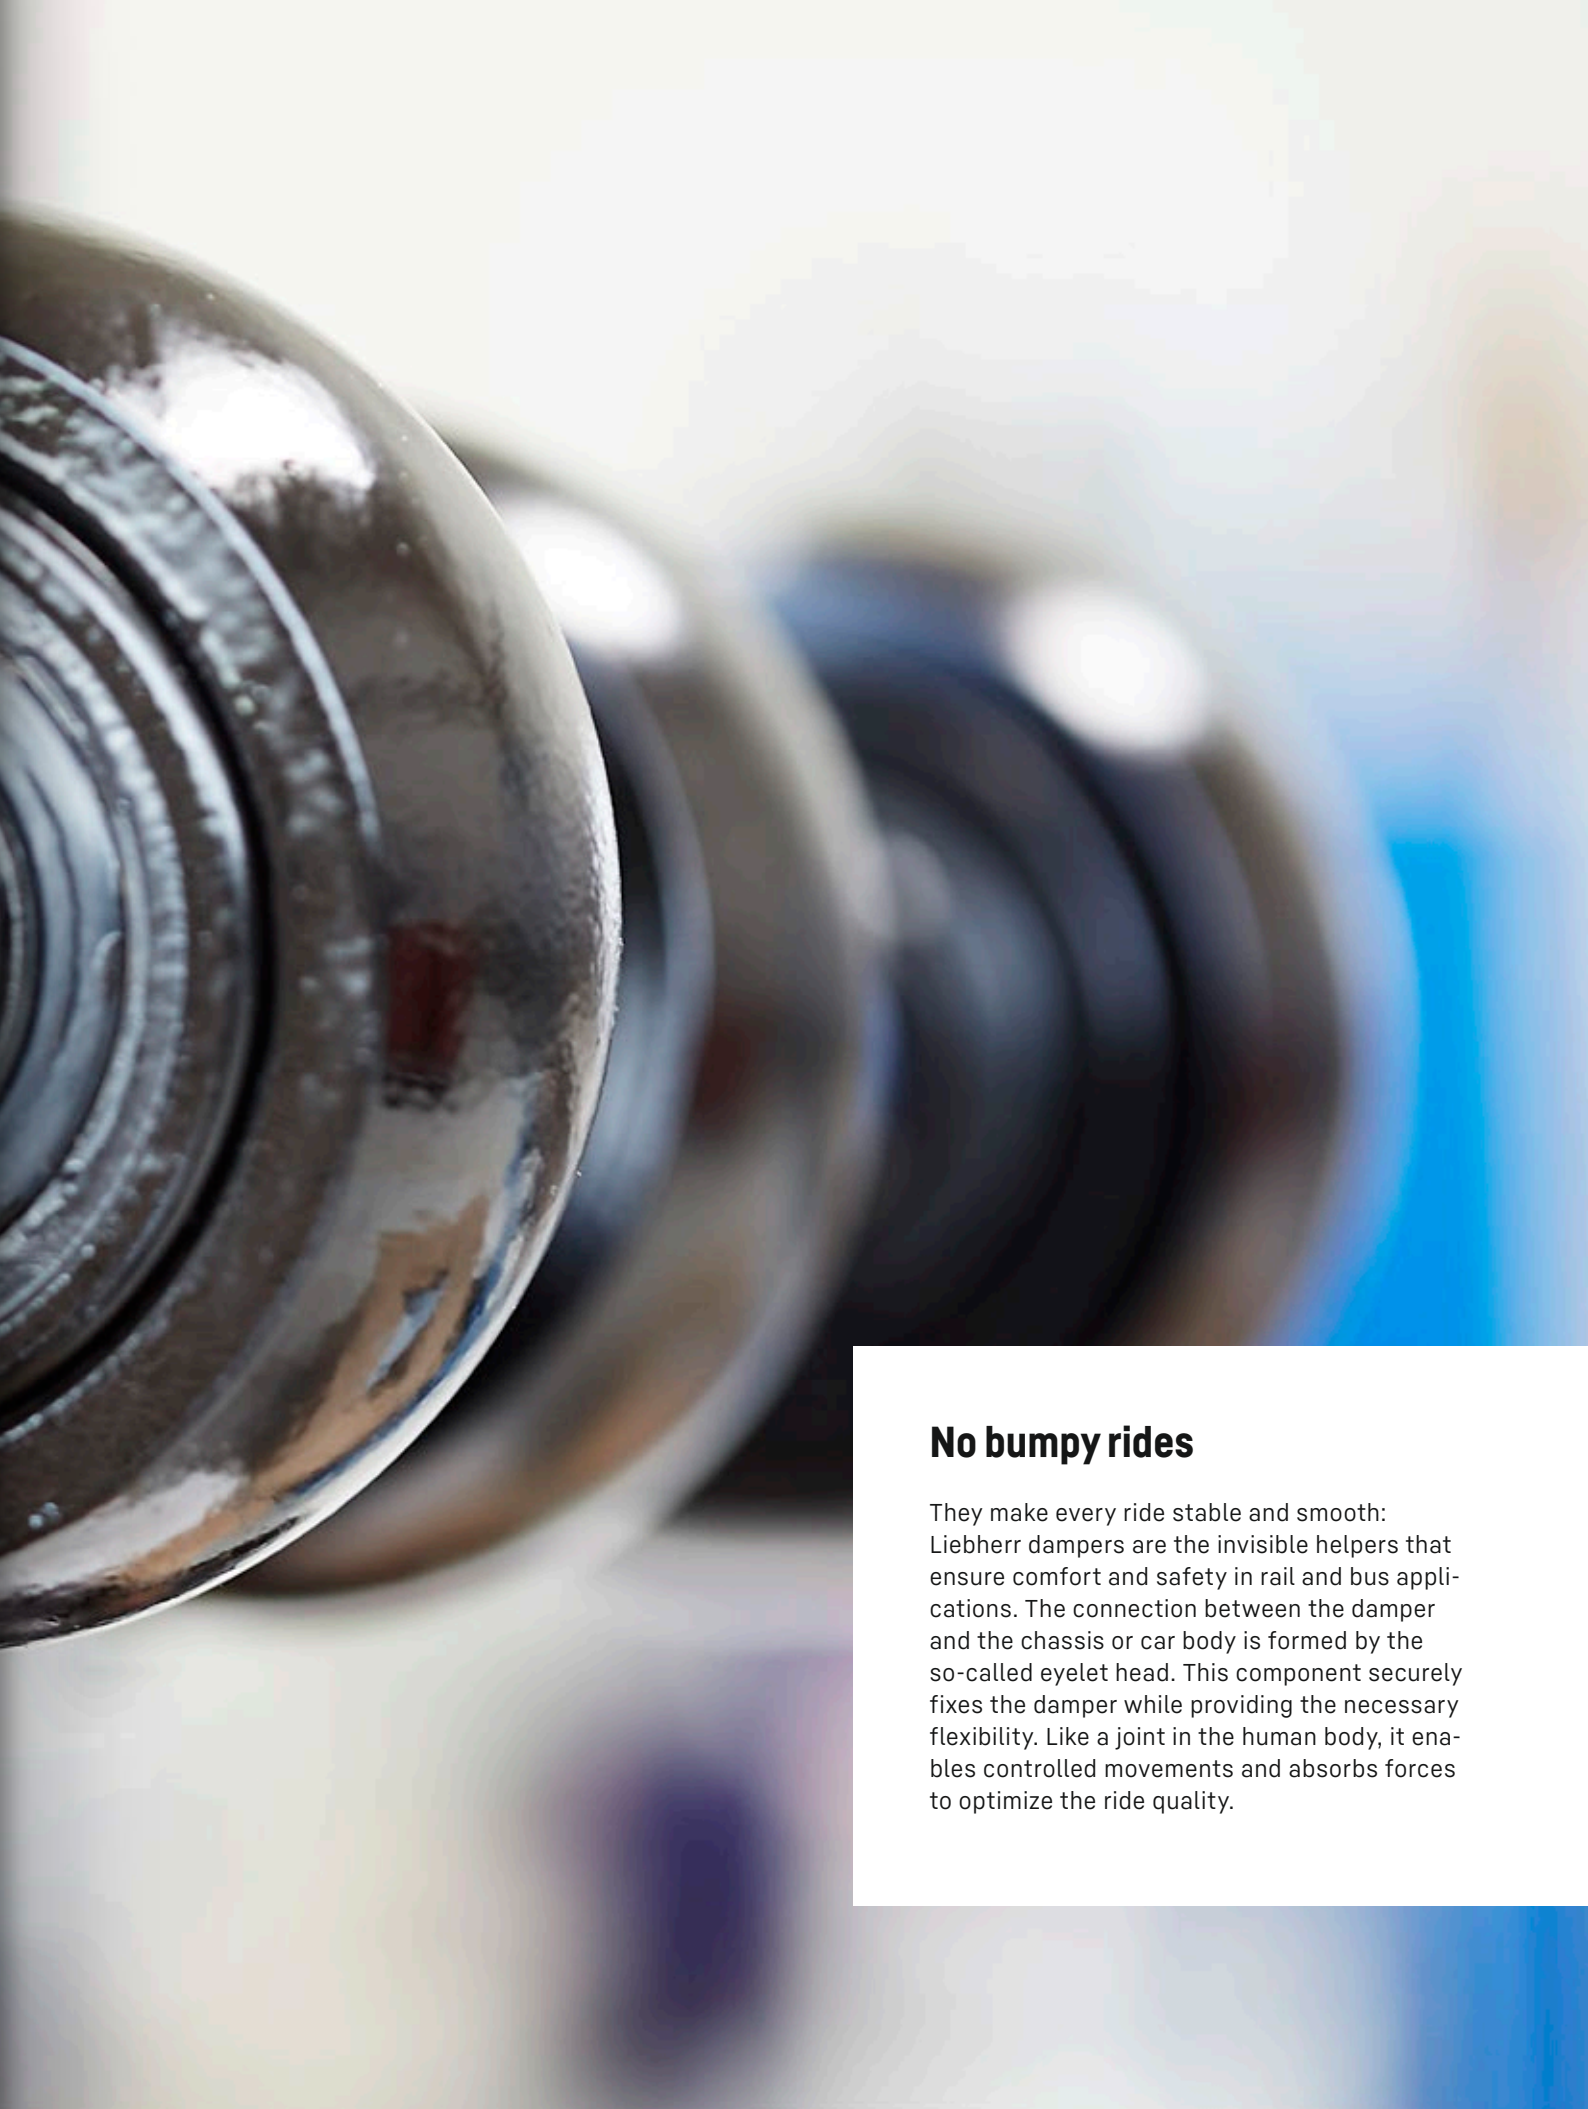 No bumpy rides
They make every ride stable and smooth:
Liebherr dampers are the invisible helpers that
ensure comfort and safety in rail and bus appli-
cations. The connection between the damper
and the chassis or car body is formed by the
so-called eyelet head. This component securely
fixes the damper while providing the necessary
flexibility. Like a joint in the human body, it ena-
bles controlled movements and absorbs forces
to optimize the ride quality.